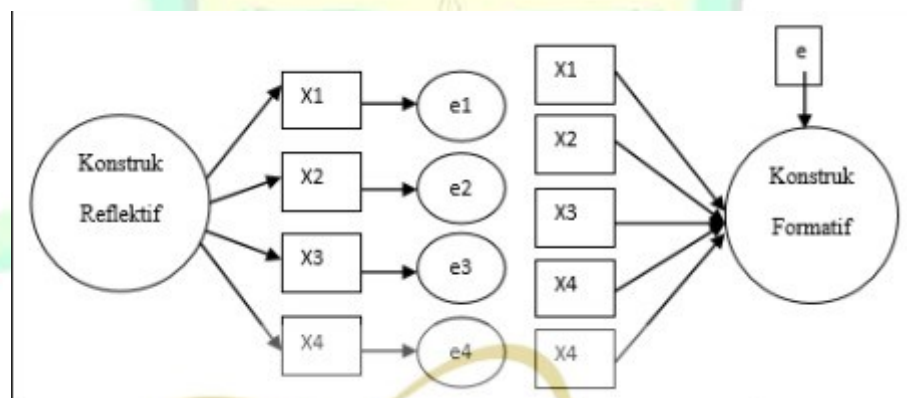 Konstruk
Reflektif
X1
e1
X2
e2
X3
e3
X4
e4
X1
X2
X3
X4
X4
e
Konstruk
Formatif